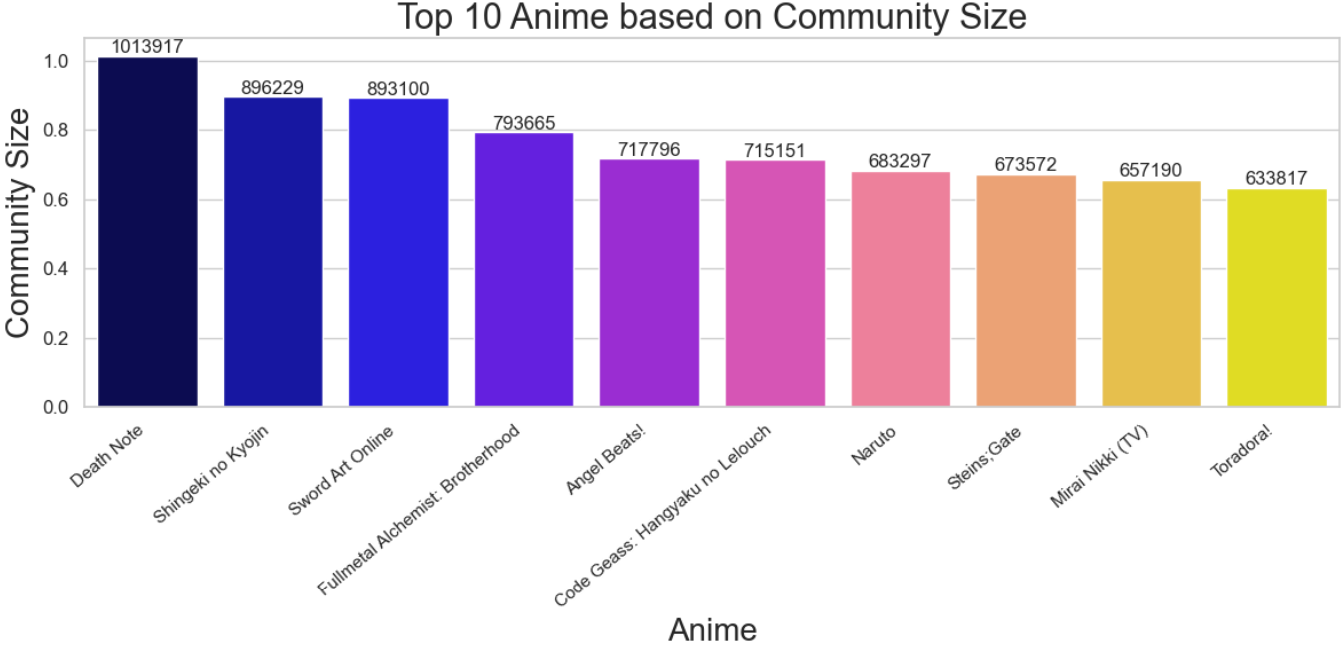 Top 10 Anime based on Community Size
Community Size
1.0
0.8
0.6
0.4
0.2
0.0
1013917
896229
893100
793665
717796
715151
683297
673572
657190
633817
Death Note
Shingeki no Kyojin
Sword Art Online
Fullmetal Alchemist: Brotherhood
Angel Beats!
Code Geass: Hangyaku no Lelouch
Naruto
Steins;Gate
Mirai Nikki (TV)
Toradora!
Anime